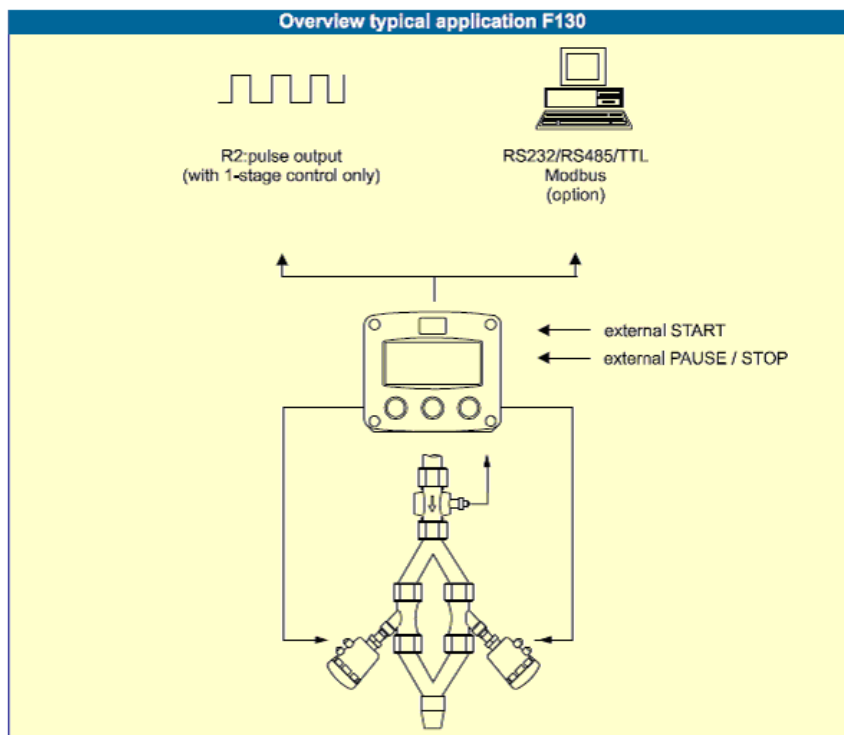 Overview typical application F130
R2:pulse output
(with 1-stage control only)
RS232/RS485/TTL
Modbus
(option)
external START
external PAUSE / STOP